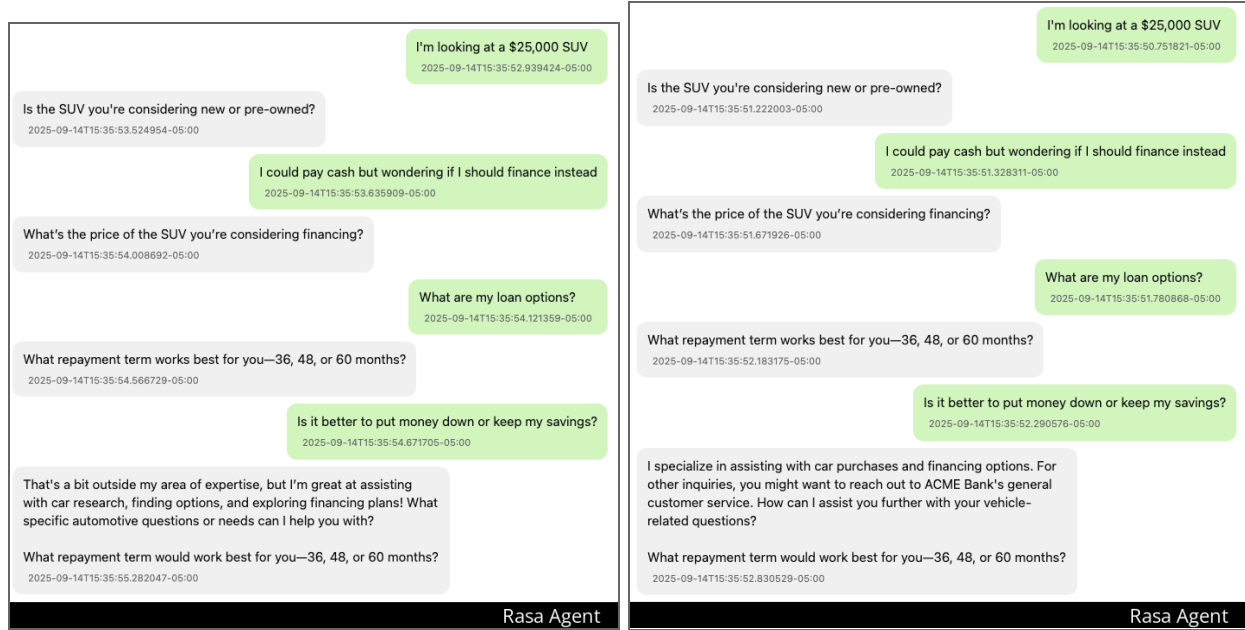 I'm looking at a $25,000 SUV
2025-09-14T15:35:52.939424-05:00
Is the SUV you're considering new or pre-owned?
2025-09-14T15:35:53.524954-05:00
I could pay cash but wondering if I should finance instead
2025-09-14T15:35:53.635909-05:00
What's the price of the SUV you're considering financing?
2025-09-14T15:35:54.008692-05:00
What are my loan options?
2025-09-14T15:35:54.121359-05:00
What repayment term works best for you—36, 48, or 60 months?
2025-09-14T15:35:54.566729-05:00
Is it better to put money down or keep my savings?
2025-09-14T15:35:54.671705-05:00
That's a bit outside my area of expertise, but I'm great at assisting
with car research, finding options, and exploring financing plans! What
specific automotive questions or needs can I help you with?
What repayment term would work best for you—36, 48, or 60 months?
2025-09-14T15:35:55.282047-05:00
Rasa Agent
I'm looking at a $25,000 SUV
2025-09-14T15:35:50.751821-05:00
Is the SUV you're considering new or pre-owned?
2025-09-14T15:35:51.222003-05:00
I could pay cash but wondering if I should finance instead
2025-09-14T15:35:51.328311-05:00
What's the price of the SUV you're considering financing?
2025-09-14T15:35:51.671926-05:00
What are my loan options?
2025-09-14T15:35:51.780868-05:00
What repayment term works best for you—36, 48, or 60 months?
2025-09-14T15:35:52.183175-05:00
Is it better to put money down or keep my savings?
2025-09-14T15:35:52.290576-05:00
I specialize in assisting with car purchases and financing options. For
other inquiries, you might want to reach out to ACME Bank's general
customer service. How can I assist you further with your vehicle-
related questions?
What repayment term would work best for you—36, 48, or 60 months?
2025-09-14T15:35:52.830529-05:00
Rasa Agent